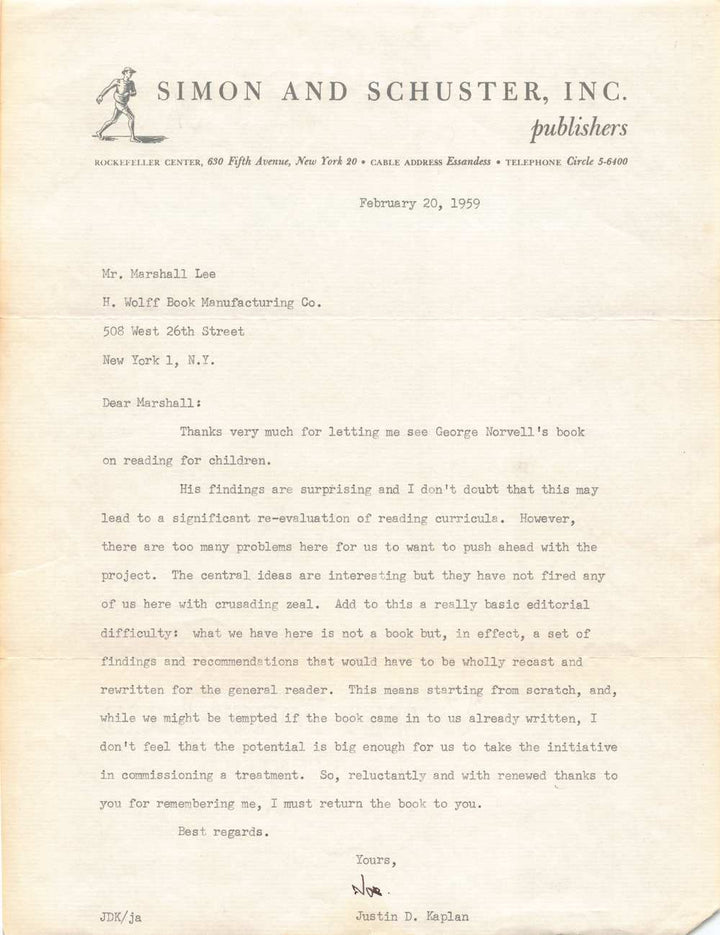 SIMON AND SCHUSTER, INC.
publishers
ROCKEFELLER CENTER, 630 Fifth Avenue, New York 20 • CABLE ADDRESS Essandess • TELEPHONE Circle 5-6400
February 20, 1959
Mr. Marshall Lee
H. Wolff Book Manufacturing Co.
508 West 26th Street
New York 1, N.Y.
Dear Marshall:
Thanks very much for letting me see George Norvell's book
on reading for children.
His findings are surprising and I don't doubt that this may
lead to a significant re-evaluation of reading curricula. However,
there are too many problems here for us to want to push ahead with the
project. The central ideas are interesting but they have not fired any
of us here with crusading zeal. Add to this a really basic editorial
difficulty: what we have here is not a book but, in effect, a set of
findings and recommendations that would have to be wholly recast and
rewritten for the general reader. This means starting from scratch, and,
while we might be tempted if the book came in to us already written, I
don't feel that the potential is big enough for us to take the initiative
in commissioning a treatment. So, reluctantly and with renewed thanks to
you for remembering me, I must return the book to you.
Best regards.
Yours,
JDK/ja Justin D. Kaplan